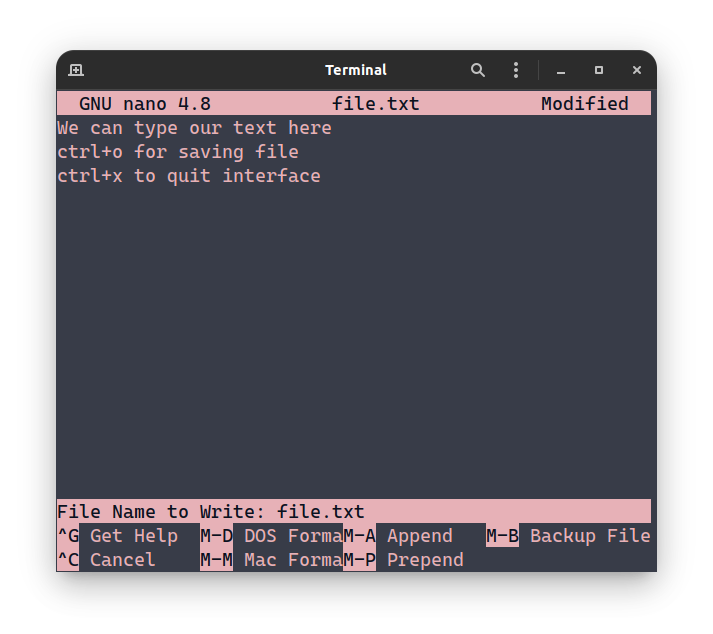 Terminal
GNU nano 4.8 file.txt Modified
We can type our text here
ctrl+o for saving file
ctrl+x to quit interface
File Name to Write: file.txt
^G Get Help M-D DOS Forma M-A Append M-B Backup File
^C Cancel M-M Mac Forma M-P Prepend